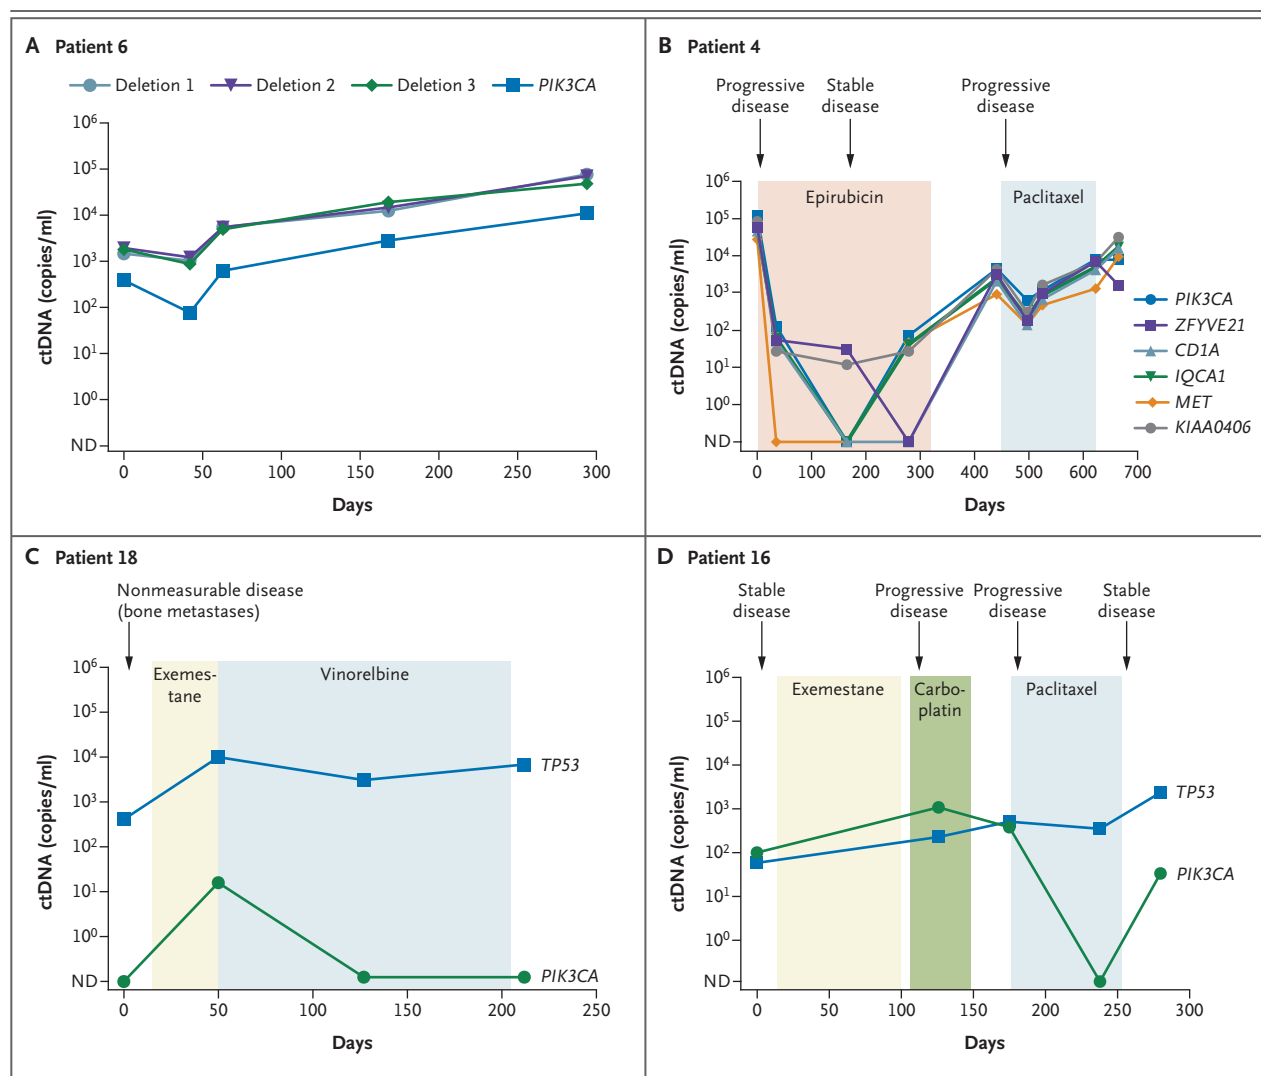 A Patient 6
Deletion 1 Deletion 2 Deletion 3 PIK3CA
10⁶
10⁵
10⁴
10³
10²
10¹
10⁰
ND
ctDNA (copies/ml)
0 50 100 150 200 250 300
Days
B Patient 4
Progressive disease
Stable disease
Progressive disease
Epirubicin
Paclitaxel
10⁶
10⁵
10⁴
10³
10²
10¹
10⁰
ND
ctDNA (copies/ml)
PIK3CA
ZFYVE21
CD1A
IQCA1
MET
KIAA0406
0 100 200 300 400 500 600 700
Days
C Patient 18
Nonmeasurable disease
(bone metastases)
Exemes-
tane
Vinorelbine
10⁶
10⁵
10⁴
10³
10²
10¹
10⁰
ND
ctDNA (copies/ml)
TP53
PIK3CA
0 50 100 150 200 250
Days
D Patient 16
Stable disease
Progressive disease
Progressive disease
Stable disease
Exemestane
Carbo-
platin
Paclitaxel
10⁶
10⁵
10⁴
10³
10²
10¹
10⁰
ND
ctDNA (copies/ml)
TP53
PIK3CA
0 50 100 150 200 250 300
Days